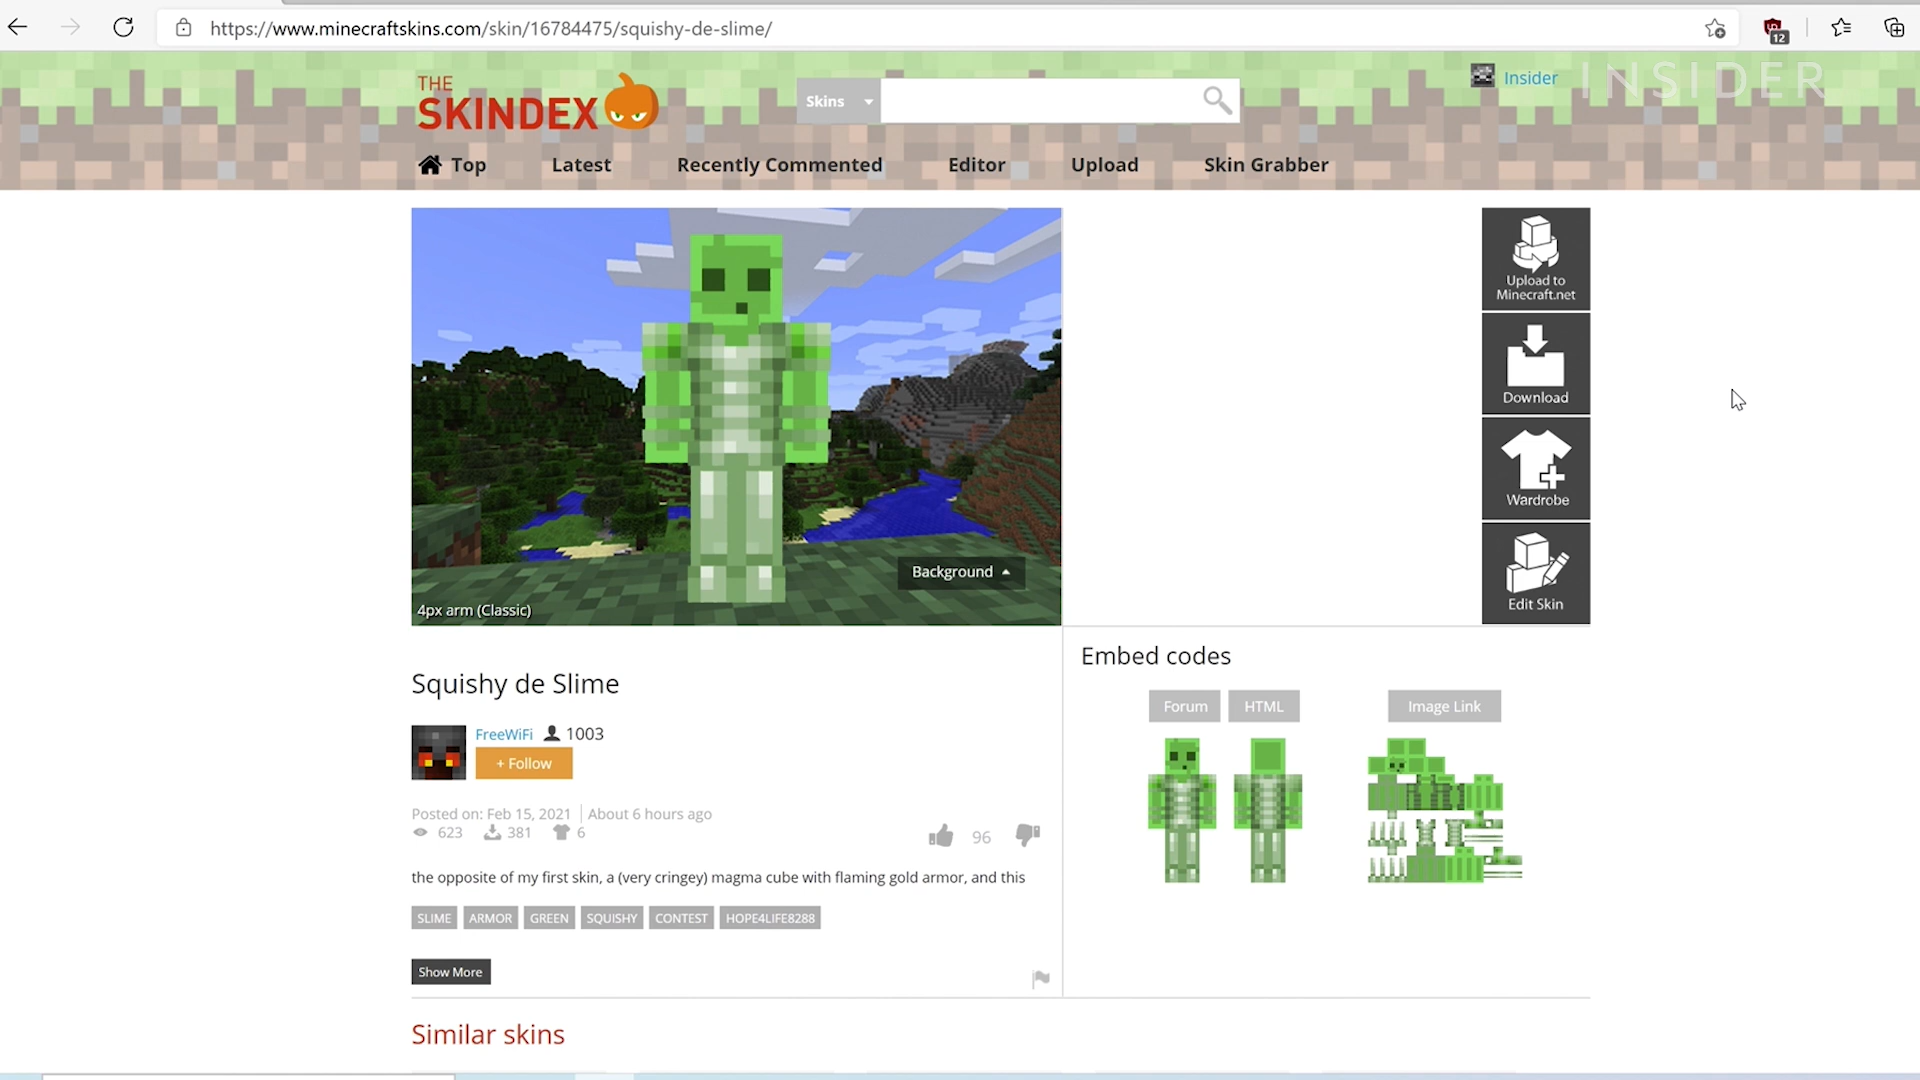 https://www.minecraftskins.com/skin/16784475/squishy-de-slime/
12
THE
SKINDEX
Skins
Insider
INSIDER
Top Latest Recently Commented Editor Upload Skin Grabber
Upload to
Minecraft.net
Download
Wardrobe
Edit Skin
Background
4px arm (Classic)
Squishy de Slime
FreeWiFi 1003
+ Follow
Posted on: Feb 15, 2021 About 6 hours ago
623 381 6
96
the opposite of my first skin, a (very cringey) magma cube with flaming gold armor, and this
SLIME ARMOR GREEN SQUISHY CONTEST HOPE4LIFE8288
Show More
Embed codes
Forum HTML Image Link
Similar skins